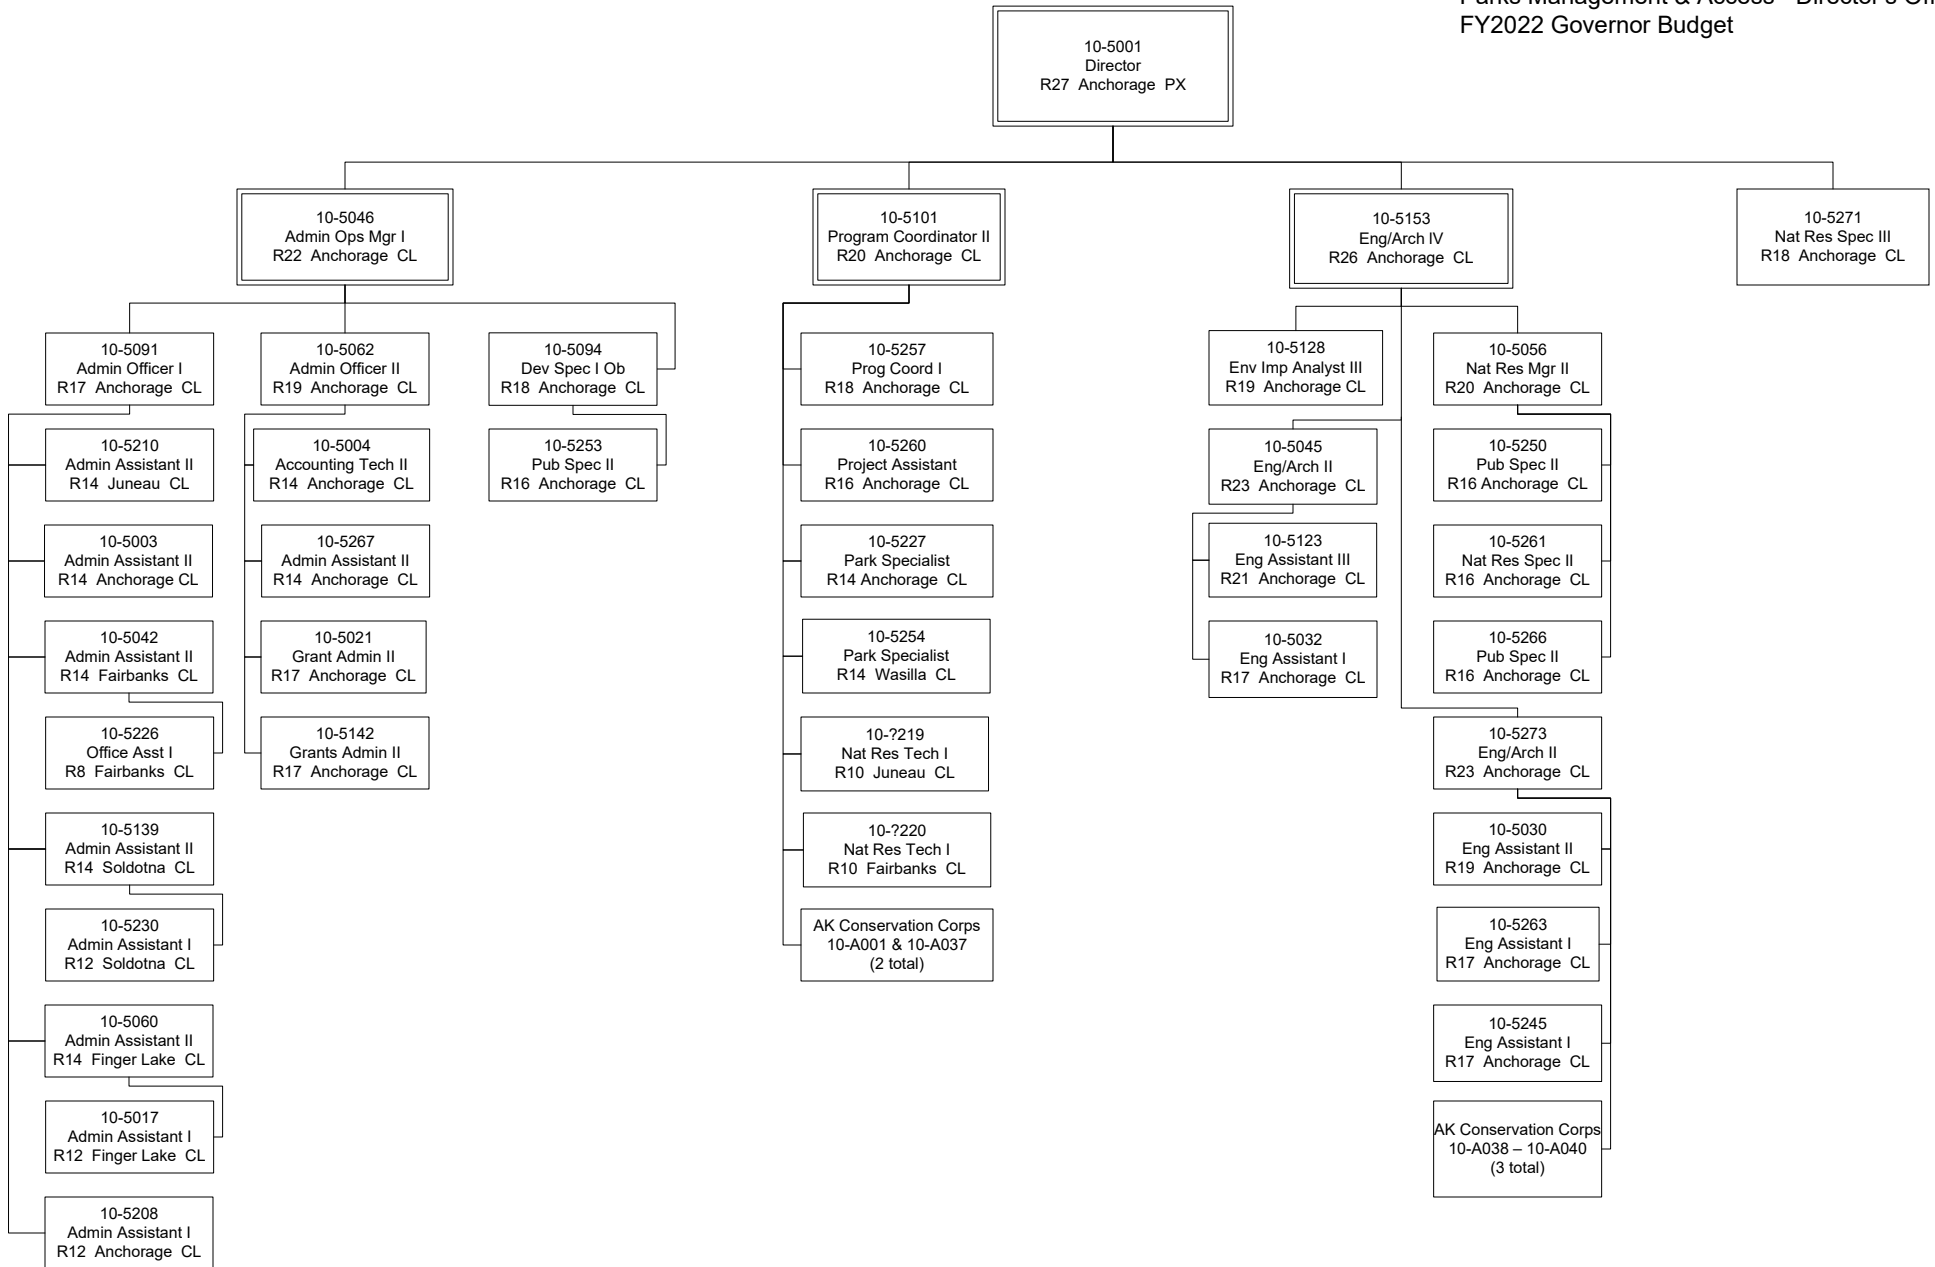 Parks Management & Access - Director's Off
FY2022 Governor Budget
10-5001
Director
R27 Anchorage PX
10-5046
Admin Ops Mgr I
R22 Anchorage CL
10-5101
Program Coordinator II
R20 Anchorage CL
10-5153
Eng/Arch IV
R26 Anchorage CL
10-5271
Nat Res Spec III
R18 Anchorage CL
10-5091
Admin Officer I
R17 Anchorage CL
10-5210
Admin Assistant II
R14 Juneau CL
10-5003
Admin Assistant II
R14 Anchorage CL
10-5042
Admin Assistant II
R14 Fairbanks CL
10-5226
Office Asst I
R8 Fairbanks CL
10-5139
Admin Assistant II
R14 Soldotna CL
10-5230
Admin Assistant I
R12 Soldotna CL
10-5060
Admin Assistant II
R14 Finger Lake CL
10-5017
Admin Assistant I
R12 Finger Lake CL
10-5208
Admin Assistant I
R12 Anchorage CL
10-5062
Admin Officer II
R19 Anchorage CL
10-5004
Accounting Tech II
R14 Anchorage CL
10-5267
Admin Assistant II
R14 Anchorage CL
10-5021
Grant Admin II
R17 Anchorage CL
10-5142
Grants Admin II
R17 Anchorage CL
10-5094
Dev Spec I Ob
R18 Anchorage CL
10-5253
Pub Spec II
R16 Anchorage CL
10-5257
Prog Coord I
R18 Anchorage CL
10-5260
Project Assistant
R16 Anchorage CL
10-5227
Park Specialist
R14 Anchorage CL
10-5254
Park Specialist
R14 Wasilla CL
10-?219
Nat Res Tech I
R10 Juneau CL
10-?220
Nat Res Tech I
R10 Fairbanks CL
AK Conservation Corps
10-A001 & 10-A037
(2 total)
10-5128
Env Imp Analyst III
R19 Anchorage CL
10-5045
Eng/Arch II
R23 Anchorage CL
10-5123
Eng Assistant III
R21 Anchorage CL
10-5032
Eng Assistant I
R17 Anchorage CL
10-5056
Nat Res Mgr II
R20 Anchorage CL
10-5250
Pub Spec II
R16 Anchorage CL
10-5261
Nat Res Spec II
R16 Anchorage CL
10-5266
Pub Spec II
R16 Anchorage CL
10-5273
Eng/Arch II
R23 Anchorage CL
10-5030
Eng Assistant II
R19 Anchorage CL
10-5263
Eng Assistant I
R17 Anchorage CL
10-5245
Eng Assistant I
R17 Anchorage CL
AK Conservation Corps
10-A038 – 10-A040
(3 total)